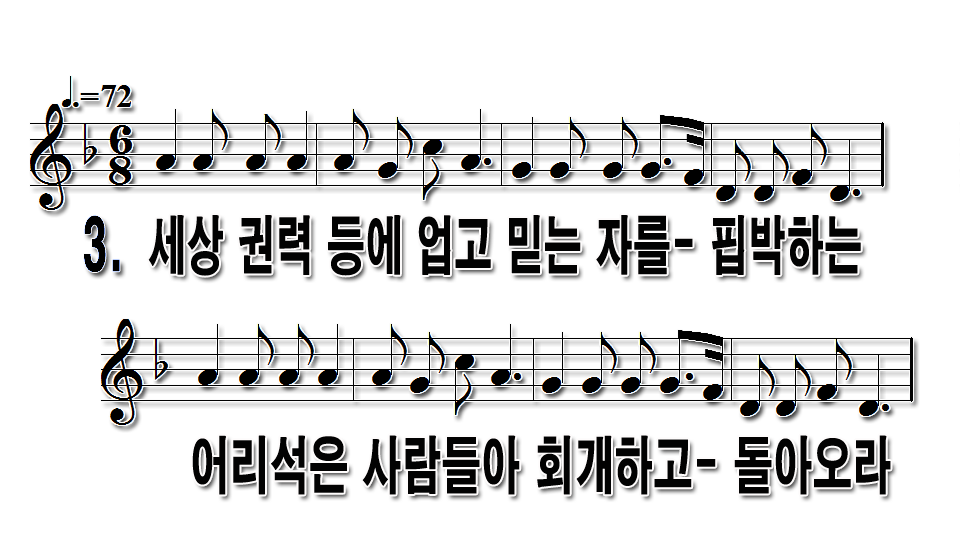 ♩.=72
6
8
3. 세상 권력 등에 업고 믿는 자를- 핍박하는
어리석은 사람들아 회개하고- 돌아오라